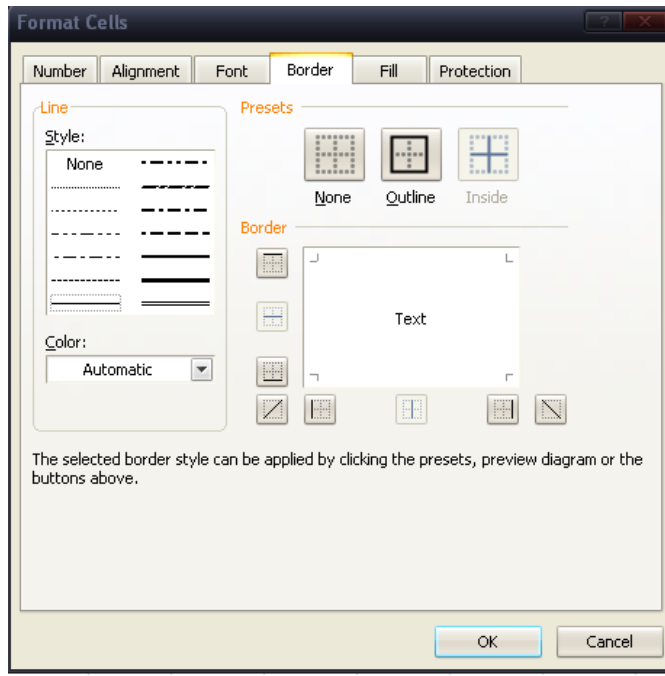 Format Cells
Number Alignment Font Border Fill Protection
Line
Style:
None
Color:
Automatic
Presets
None Outline Inside
Border
Text
The selected border style can be applied by clicking the presets, preview diagram or the
buttons above.
OK Cancel